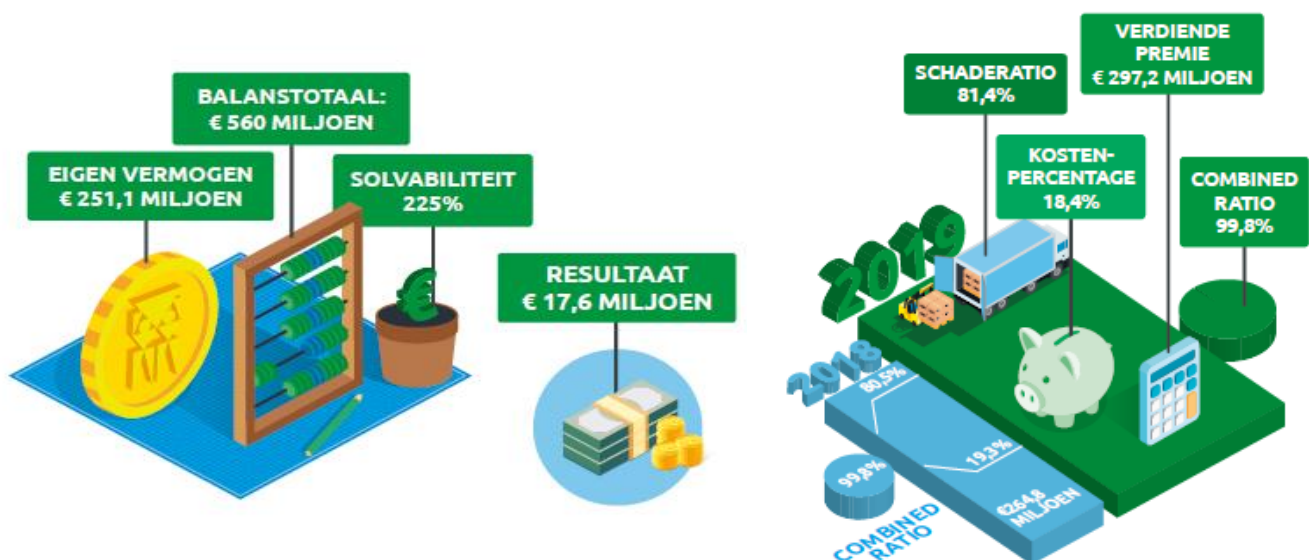 BALANSTOTAAL:
€ 560 MILJOEN
EIGEN VERMOGEN
€ 251,1 MILJOEN
SOLVABILITEIT
225%
€
RESULTAAT
€ 17,6 MILJOEN
VERDIENDE
PREMIE
€ 297,2 MILJOEN
SCHADERATIO
81,4%
KOSTEN-
PERCENTAGE
18,4%
COMBINED
RATIO
99,8%
2019
2018
80,5%
19,3%
€264,8
MILJOEN
99,8%
COMBINED
RATIO